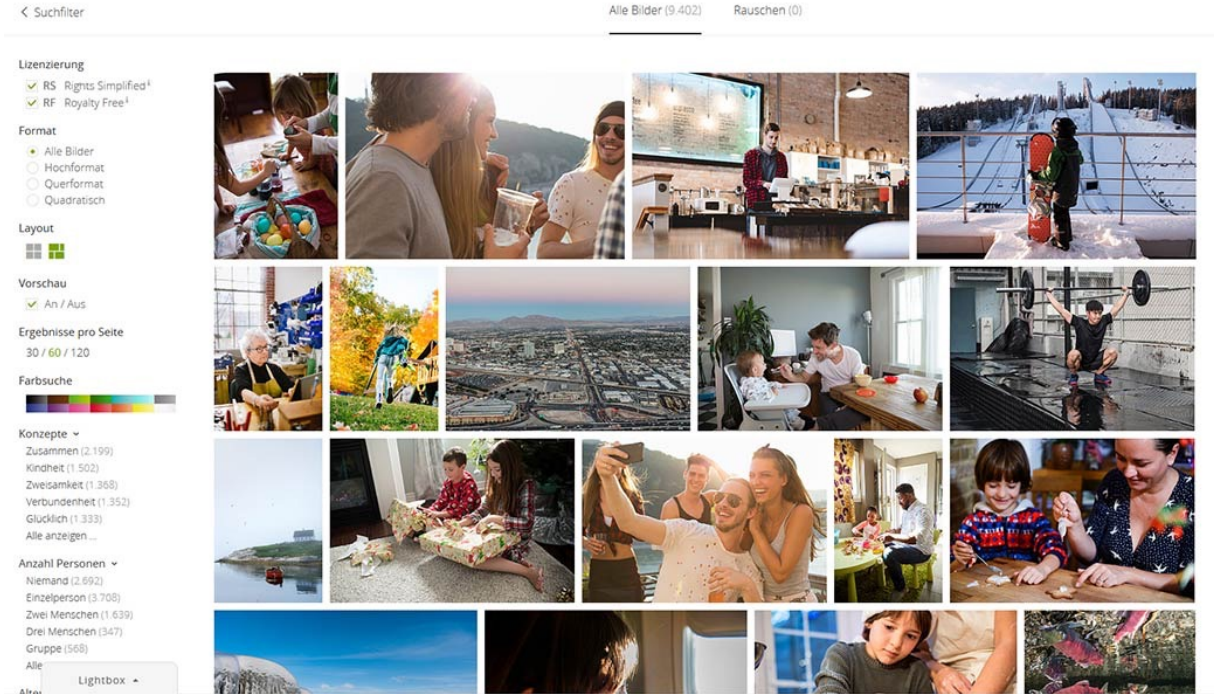 Suchfilter
Alle Bilder (9.402)
Rauschen (0)
Lizenzierung
RS Rights Simplified i
RF Royalty Free i
Format
Alle Bilder
Hochformat
Querformat
Quadratisch
Layout
Vorschau
An / Aus
Ergebnisse pro Seite
30 / 60 / 120
Farbsuche
Konzepte
Zusammen (2.199)
Kindheit (1.502)
Zweisamkeit (1.368)
Verbundenheit (1.352)
Glücklich (1.333)
Alle anzeigen ...
Anzahl Personen
Niemand (2.692)
Einzelperson (3.708)
Zwei Menschen (1.639)
Drei Menschen (347)
Gruppe (568)
Alle
Lightbox